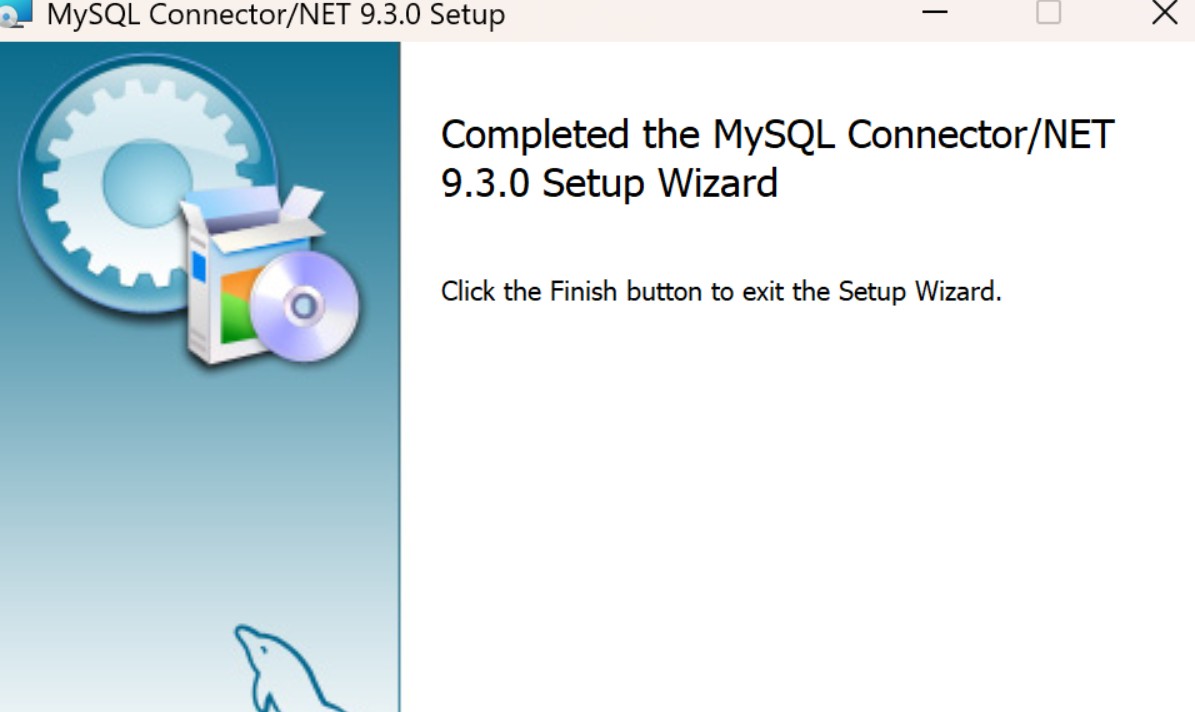 MySQL Connector/NET 9.3.0 Setup
Completed the MySQL Connector/NET
9.3.0 Setup Wizard
Click the Finish button to exit the Setup Wizard.